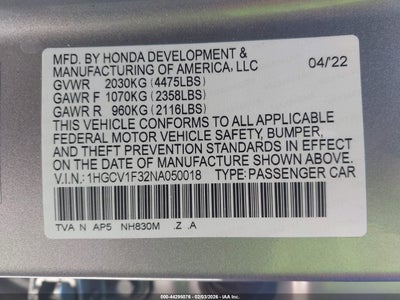 MFD. BY HONDA DEVELOPMENT &
MANUFACTURING OF AMERICA, LLC 04/22
GVWR 2030KG (4475LBS)
GAWR F 1070KG (2358LBS)
GAWR R 960KG (2116LBS)
THIS VEHICLE CONFORMS TO ALL APPLICABLE
FEDERAL MOTOR VEHICLE SAFETY, BUMPER,
AND THEFT PREVENTION STANDARDS IN EFFECT
ON THE DATE OF MANUFACTURE SHOWN ABOVE.
V.I.N.: 1HGCV1F32NA050018 TYPE: PASSENGER CAR
TVA N AP5 NH830M .Z .A
000-44299076 - 02/03/2026 - IAA Inc.